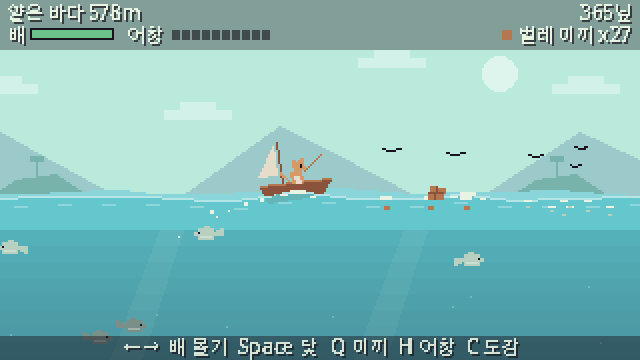 얕은 바다 578m
365닢
배 어창
벌레 미끼 x27
←→ 배 몰기 Space 닻 Q 미끼 H 어창 C 도감